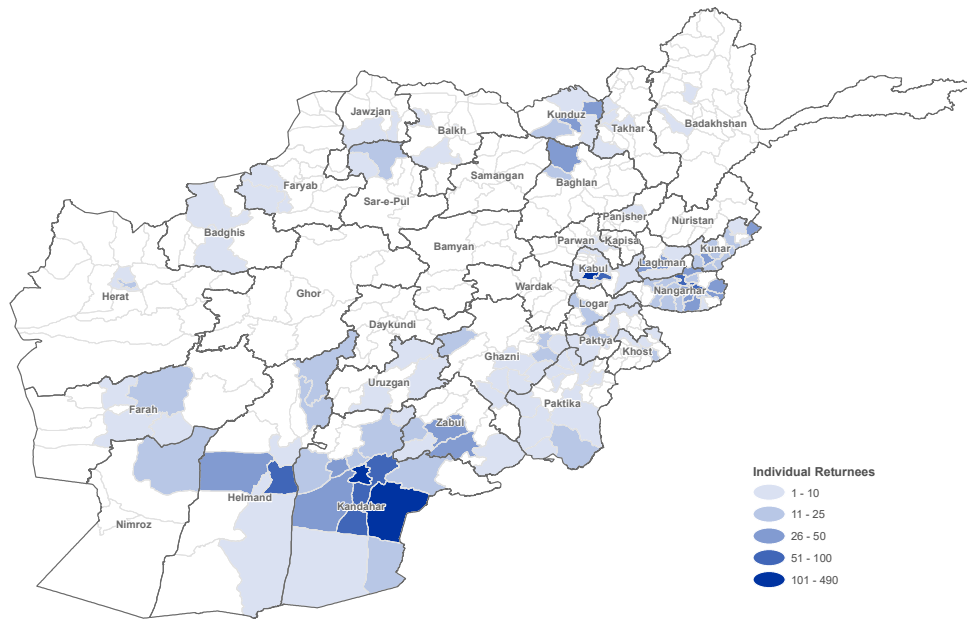 Jawzjan
Balkh
Kunduz
Takhar
Badakhshan
Faryab
Samangan
Baghlan
Sar-e-Pul
Badghis
Panjsher
Nuristan
Bamyan
Parwan
Kapisa
Kunar
Laghman
Kabul
Herat
Ghor
Wardak
Nangarhar
Logar
Daykundi
Paktya
Khost
Ghazni
Uruzgan
Paktika
Farah
Zabul
Helmand
Kandahar
Nimroz
Individual Returnees
1 - 10
11 - 25
26 - 50
51 - 100
101 - 490